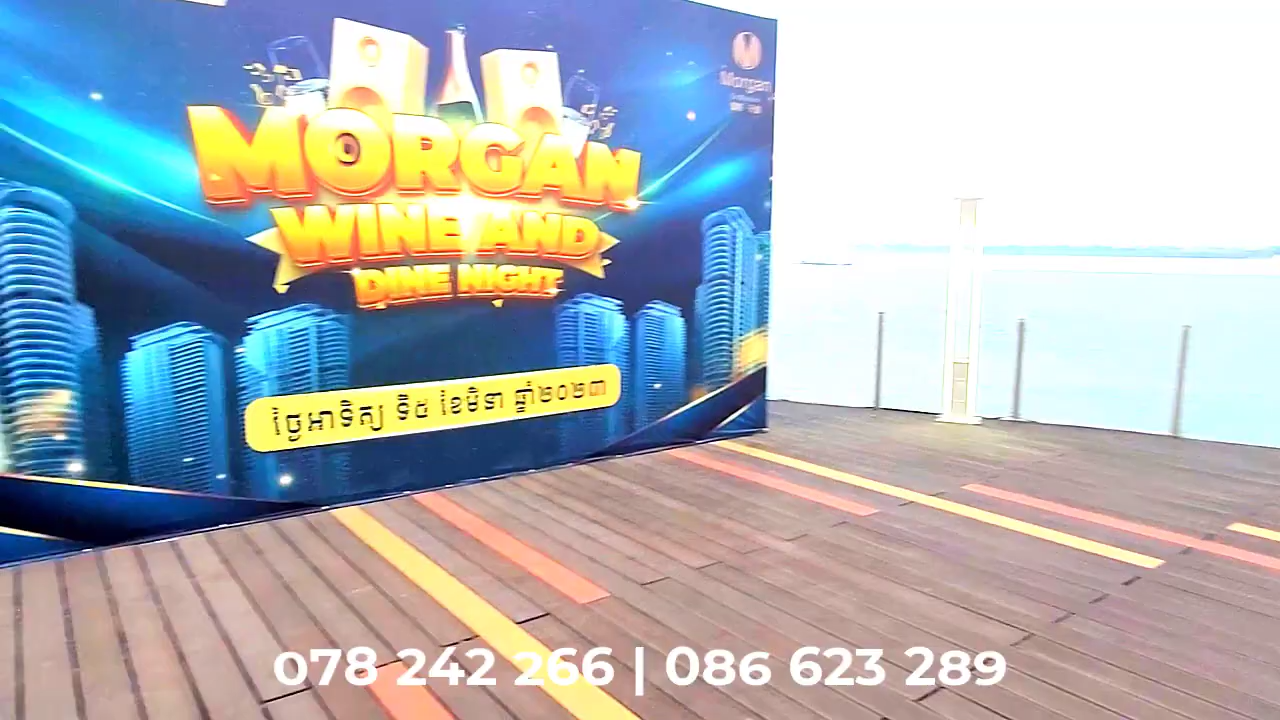 Morgan
MORGAN
WINE AND
DINE NIGHT
ថ្ងៃអាទិត្យ ទី៥ ខែមិនា ឆ្នាំ២០២៣
078 242 266 | 086 623 289